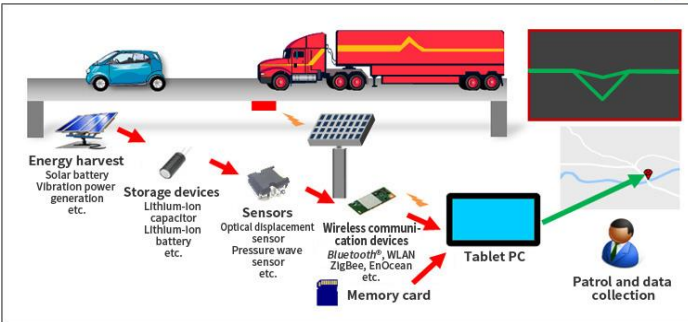 Energy harvest
Solar battery
Vibration power
generation
etc.
Storage devices
Lithium-ion
capacitor
Lithium-ion
battery
etc.
Sensors
Optical displacement
sensor
Pressure wave
sensor
etc.
Wireless communi-
cation devices
Bluetooth®, WLAN
ZigBee, EnOcean
etc.
Memory card
Tablet PC
Patrol and data
collection